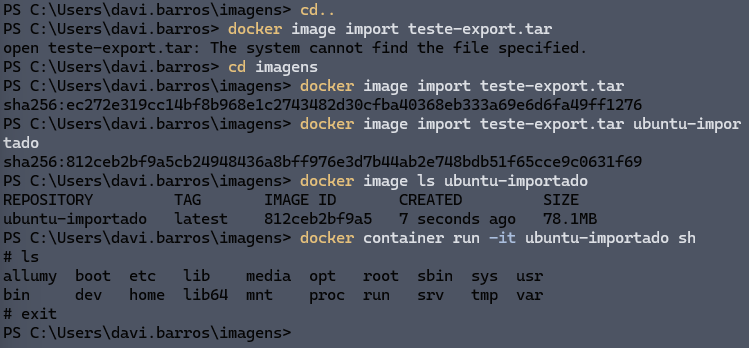 PS C:\Users\davi.barros\imagens> cd..
PS C:\Users\davi.barros> docker image import teste-export.tar
open teste-export.tar: The system cannot find the file specified.
PS C:\Users\davi.barros> cd imagens
PS C:\Users\davi.barros\imagens> docker image import teste-export.tar
sha256:ec272e319cc14bf8b968e1c2743482d30cfba40368eb333a69e6d6fa49ff1276
PS C:\Users\davi.barros\imagens> docker image import teste-export.tar ubuntu-impor
tado
sha256:812ceb2bf9a5cb24948436a8bff976e3d7b44ab2e748bdb51f65cce9c0631f69
PS C:\Users\davi.barros\imagens> docker image ls ubuntu-importado
REPOSITORY         TAG       IMAGE ID       CREATED         SIZE
ubuntu-importado   latest    812ceb2bf9a5   7 seconds ago   78.1MB
PS C:\Users\davi.barros\imagens> docker container run -it ubuntu-importado sh
# ls
allumy  boot  etc   lib    media  opt   root  sbin  sys  usr
bin     dev   home  lib64  mnt    proc  run   srv   tmp  var
# exit
PS C:\Users\davi.barros\imagens>